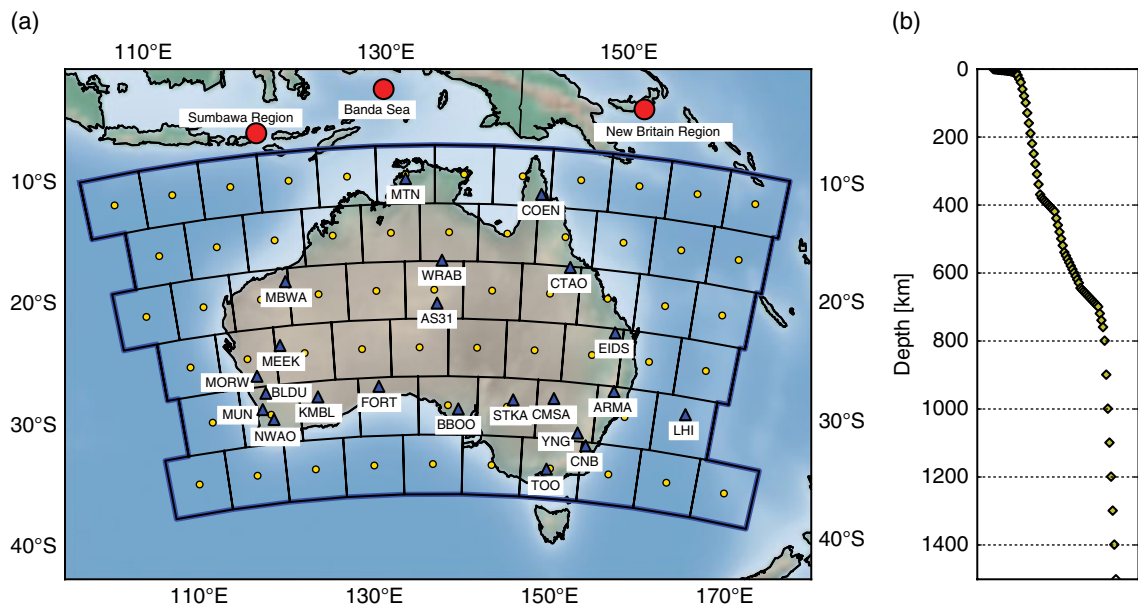 (a)
(b)
110°E
130°E
150°E
Sumbawa Region
Banda Sea
New Britain Region
10°S
10°S
MTN
COEN
WRAB
CTAO
MBWA
AS31
20°S
20°S
EIDS
MEEK
MORW
BLDU
KMBL
FORT
MUN
NWAO
BBOO
STKA
CMSA
ARMA
LHI
YNG
CNB
TOO
30°S
30°S
40°S
40°S
110°E
130°E
150°E
170°E
Depth [km]
0
200
400
600
800
1000
1200
1400